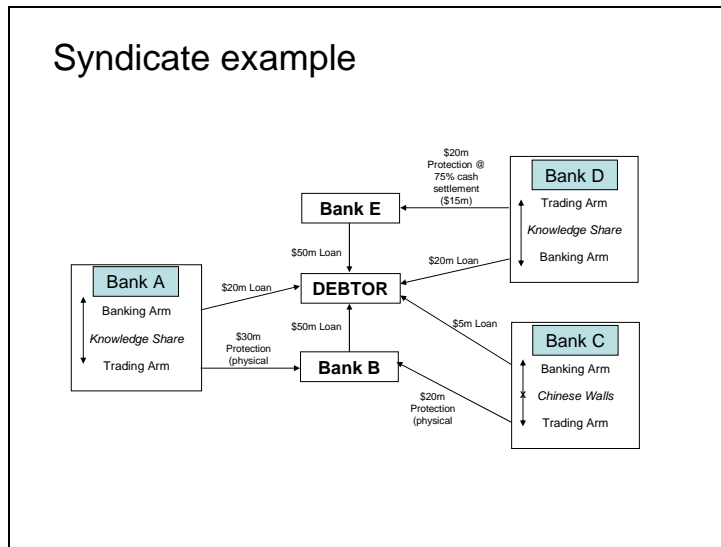 Syndicate example
$20m
Protection @
75% cash
settlement
($15m)
Bank D
Trading Arm
Knowledge Share
Banking Arm
Bank E
$50m Loan
$20m Loan
Bank A
Banking Arm
Knowledge Share
Trading Arm
$20m Loan
DEBTOR
$50m Loan
$5m Loan
$30m
Protection
(physical
Bank B
Bank C
Banking Arm
x
Chinese Walls
Trading Arm
$20m
Protection
(physical